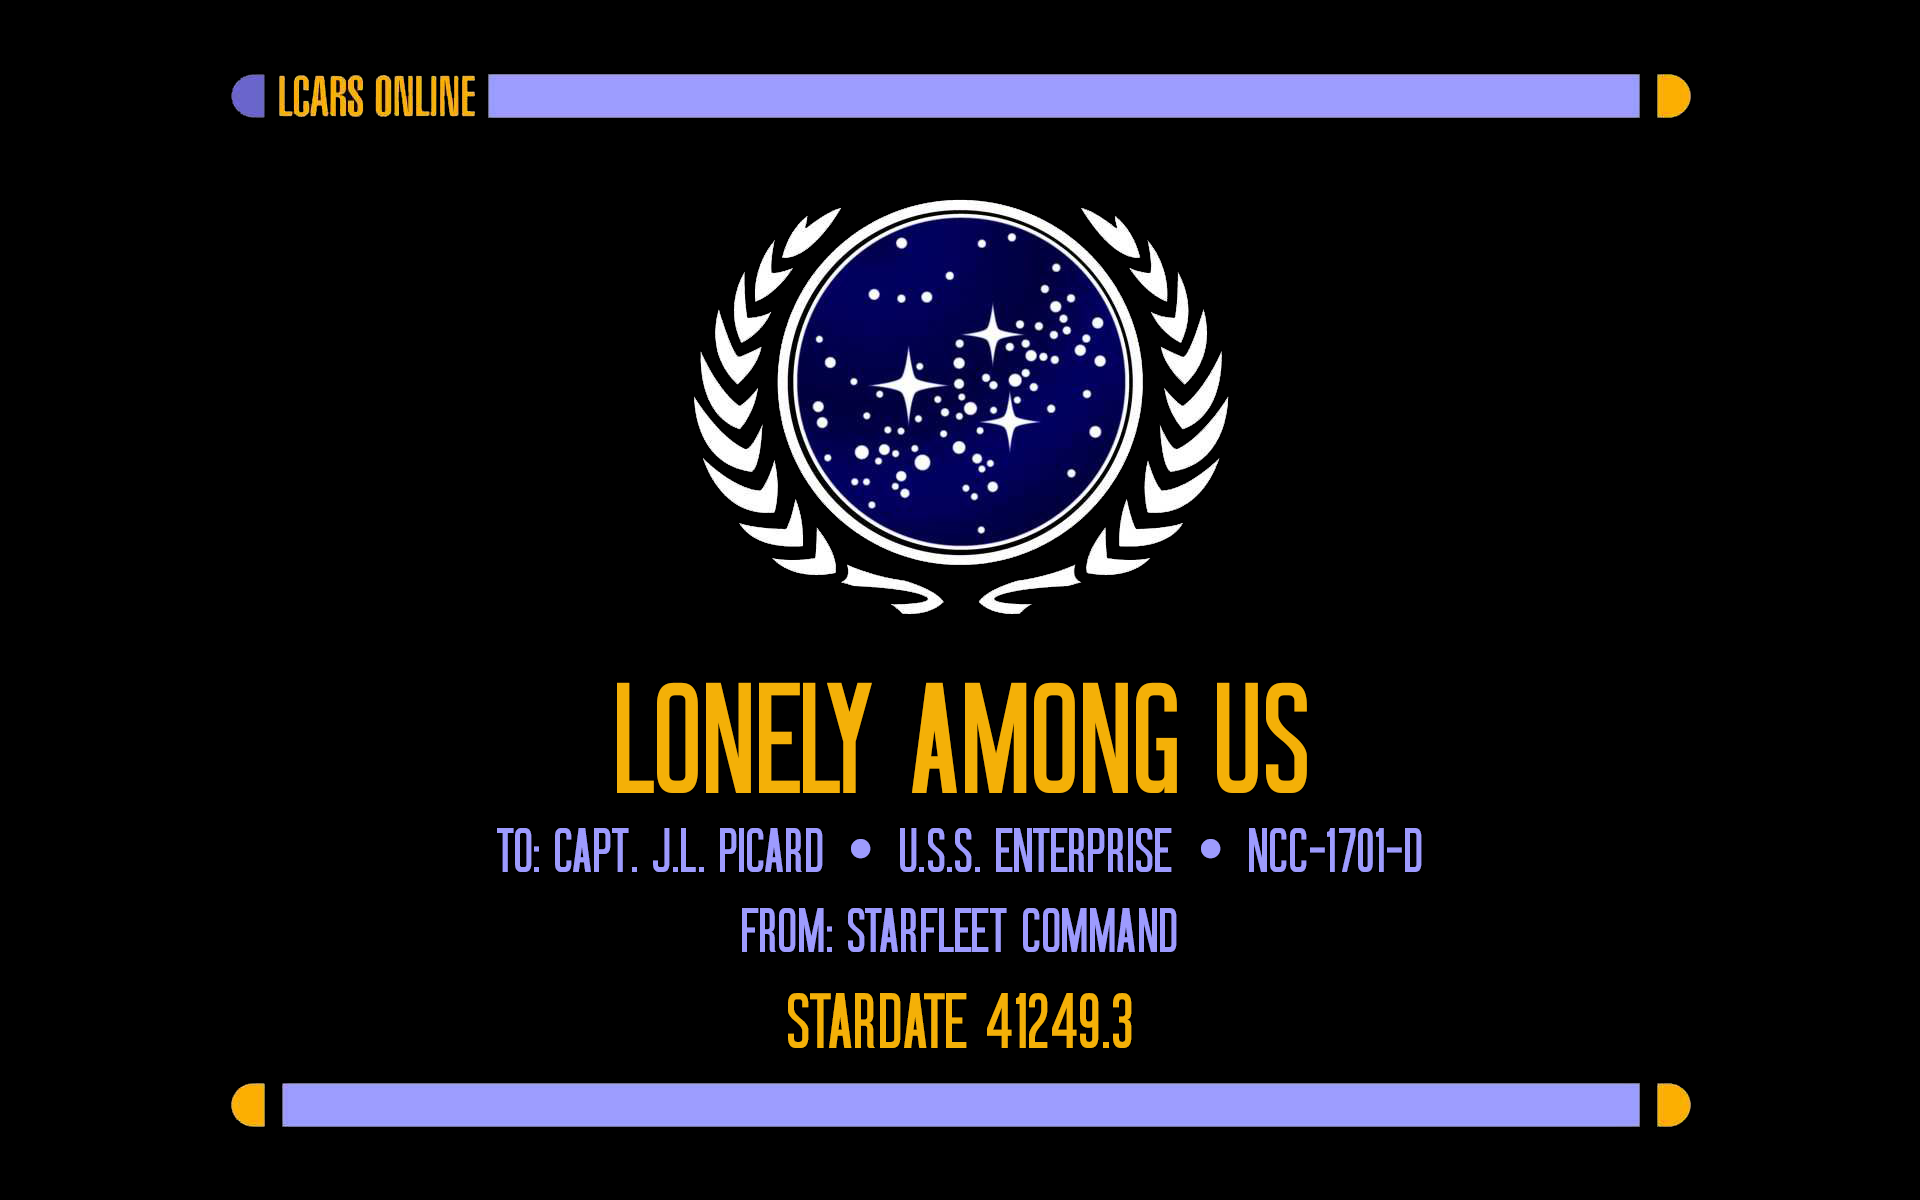 LCARS ONLINE
LONELY AMONG US
TO: CAPT. J.L. PICARD • U.S.S. ENTERPRISE • NCC-1701-D
FROM: STARFLEET COMMAND
STARDATE 41249.3